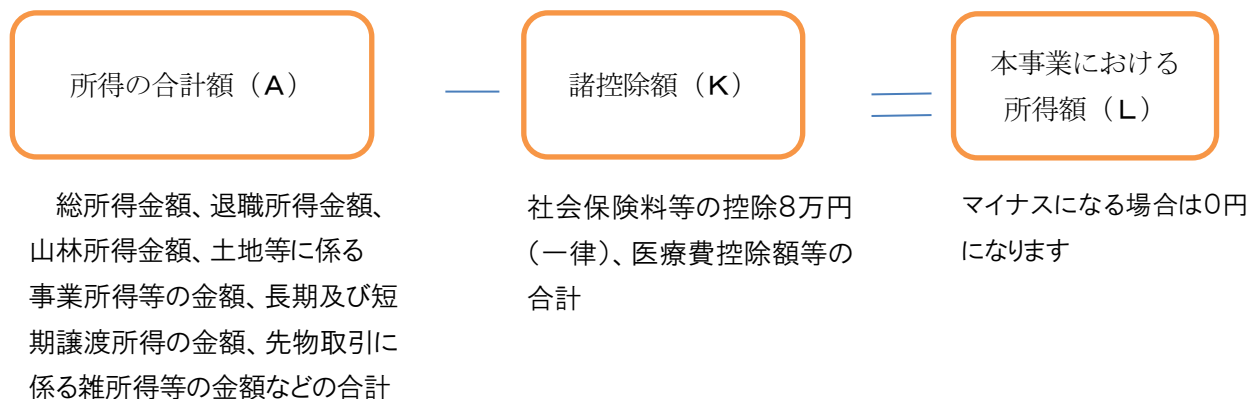 所得の合計額（A）
諸控除額（K）
本事業における
所得額（L）
総所得金額、退職所得金額、
山林所得金額、土地等に係る
事業所得等の金額、長期及び短
期譲渡所得の金額、先物取引に
係る雑所得等の金額などの合計
社会保険料等の控除８万円
（一律）、医療費控除額等の
合計
マイナスになる場合は０円
になります